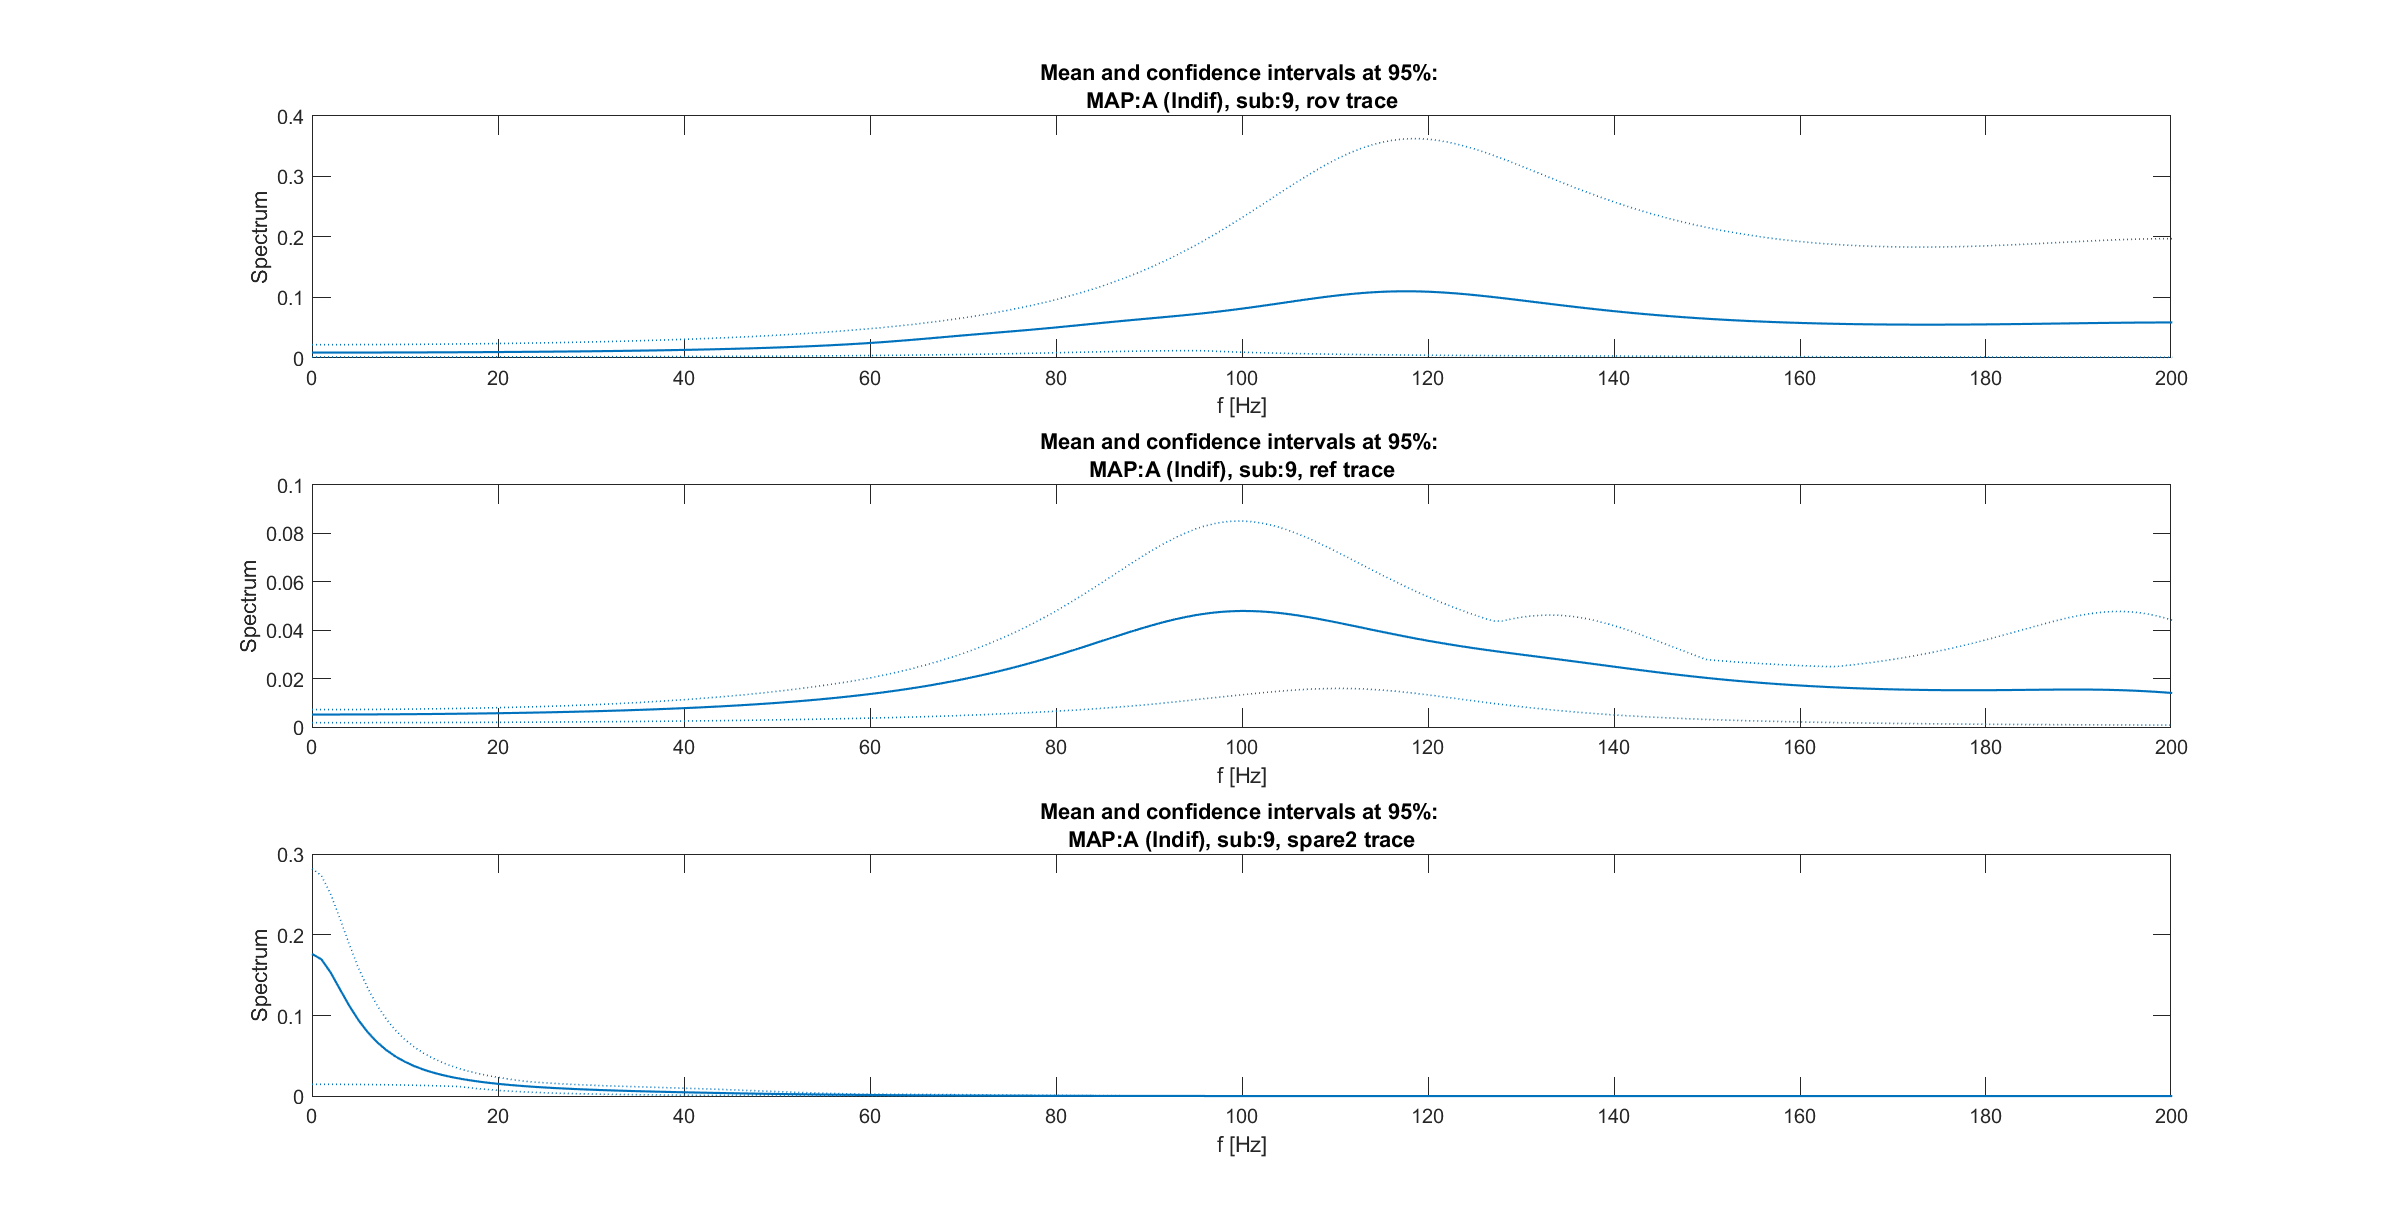 Mean and confidence intervals at 95%:
MAP:A (Indif), sub:9, rov trace
0.4
0.3
0.2
0.1
0
Spectrum
0 20 40 60 80 100 120 140 160 180 200
f [Hz]
Mean and confidence intervals at 95%:
MAP:A (Indif), sub:9, ref trace
0.1
0.08
0.06
0.04
0.02
0
Spectrum
0 20 40 60 80 100 120 140 160 180 200
f [Hz]
Mean and confidence intervals at 95%:
MAP:A (Indif), sub:9, spare2 trace
0.3
0.2
0.1
0
Spectrum
0 20 40 60 80 100 120 140 160 180 200
f [Hz]